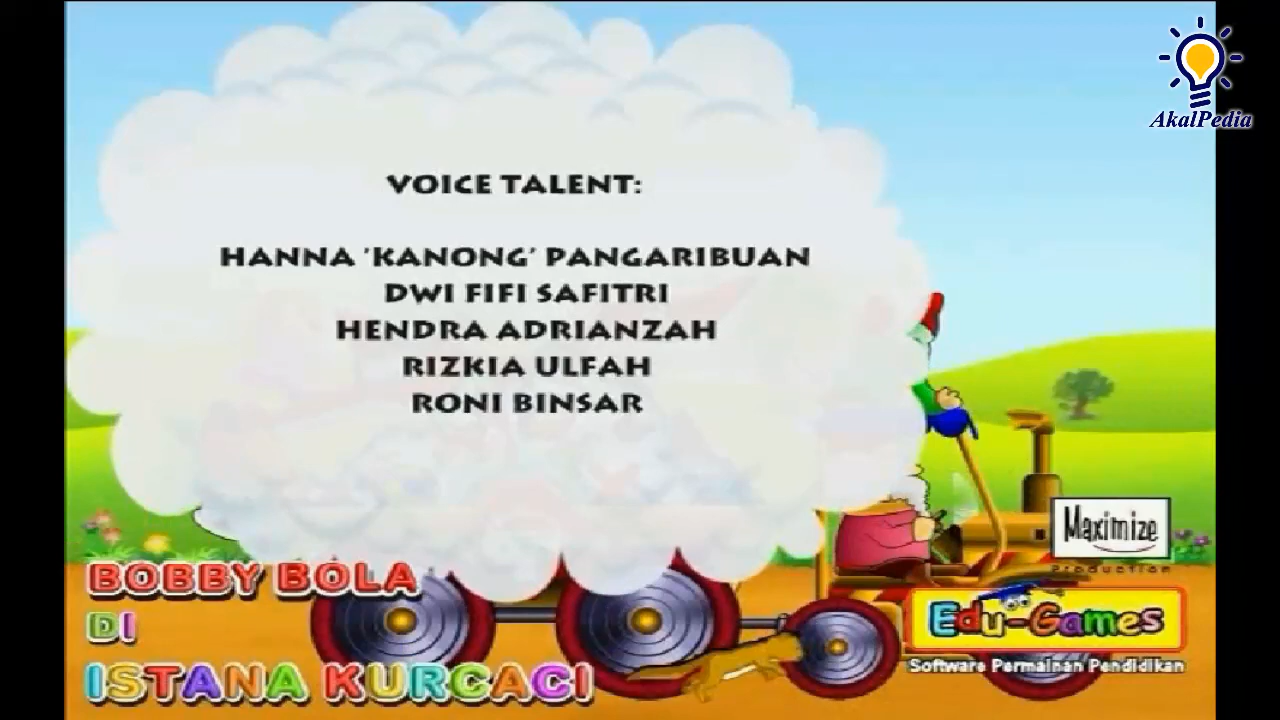 AkalPedia
VOICE TALENT:
HANNA 'KANONG' PANGARIBUAN
DWI FIFI SAFITRI
HENDRA ADRIANZAH
RIZKIA ULFAH
RONI BINSAR
Maximize
Production
BOBBY BOLA
DI
ISTANA KURCACI
Edu-Games
Software Permainan Pendidikan